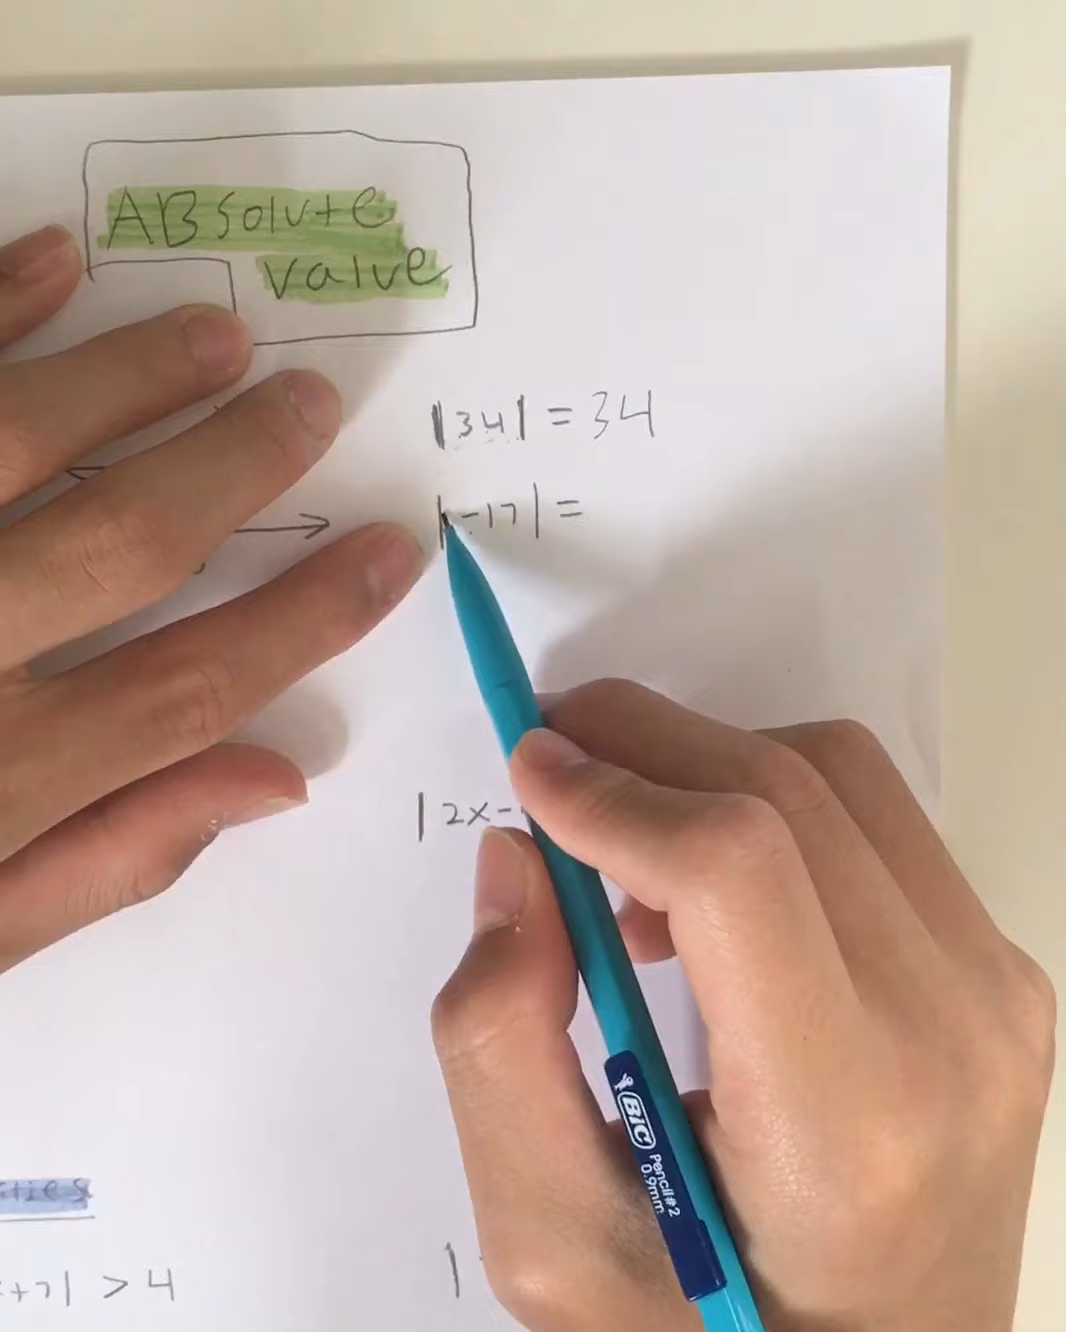 ABSolute
value
|34| = 34
|-17| =
|2x-
+7| > 4
|
BIC
Pencil #2
0.9mm